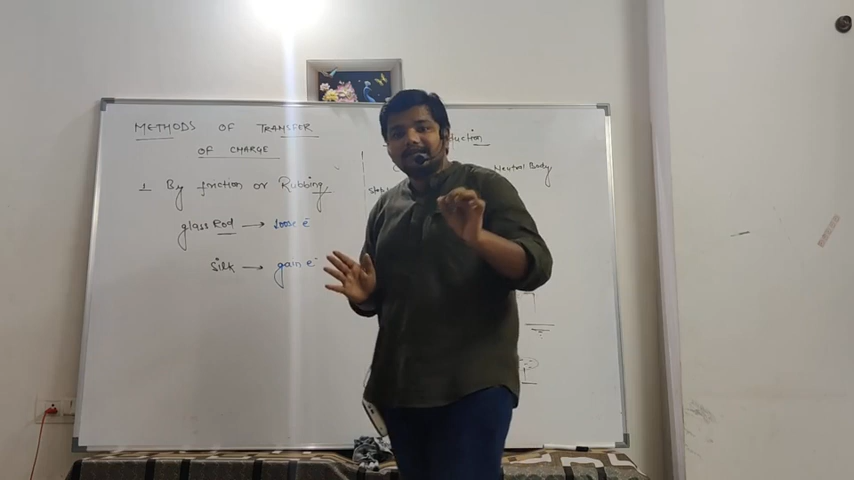 METHODS OF TRANSFER
OF CHARGE
1 By friction or Rubbing
glass Rod → loose e⁻
Silk → gain e⁻
Neutral Body